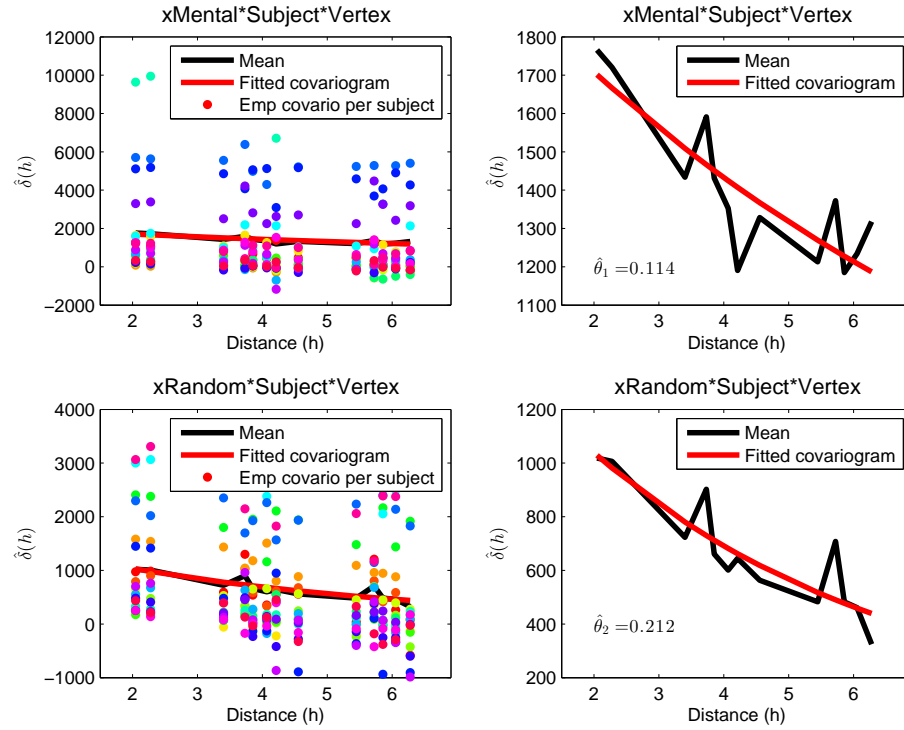 xMental*Subject*Vertex
12000
10000
8000
6000
4000
2000
0
−2000
δ̂(h)
Mean
Fitted covariogram
Emp covario per subject
2 3 4 5 6
Distance (h)
xMental*Subject*Vertex
1800
1700
1600
1500
1400
1300
1200
1100
δ̂(h)
Mean
Fitted covariogram
θ̂₁ =0.114
2 3 4 5 6
Distance (h)
xRandom*Subject*Vertex
4000
3000
2000
1000
0
−1000
δ̂(h)
Mean
Fitted covariogram
Emp covario per subject
2 3 4 5 6
Distance (h)
xRandom*Subject*Vertex
1200
1000
800
600
400
200
δ̂(h)
Mean
Fitted covariogram
θ̂₂ =0.212
2 3 4 5 6
Distance (h)